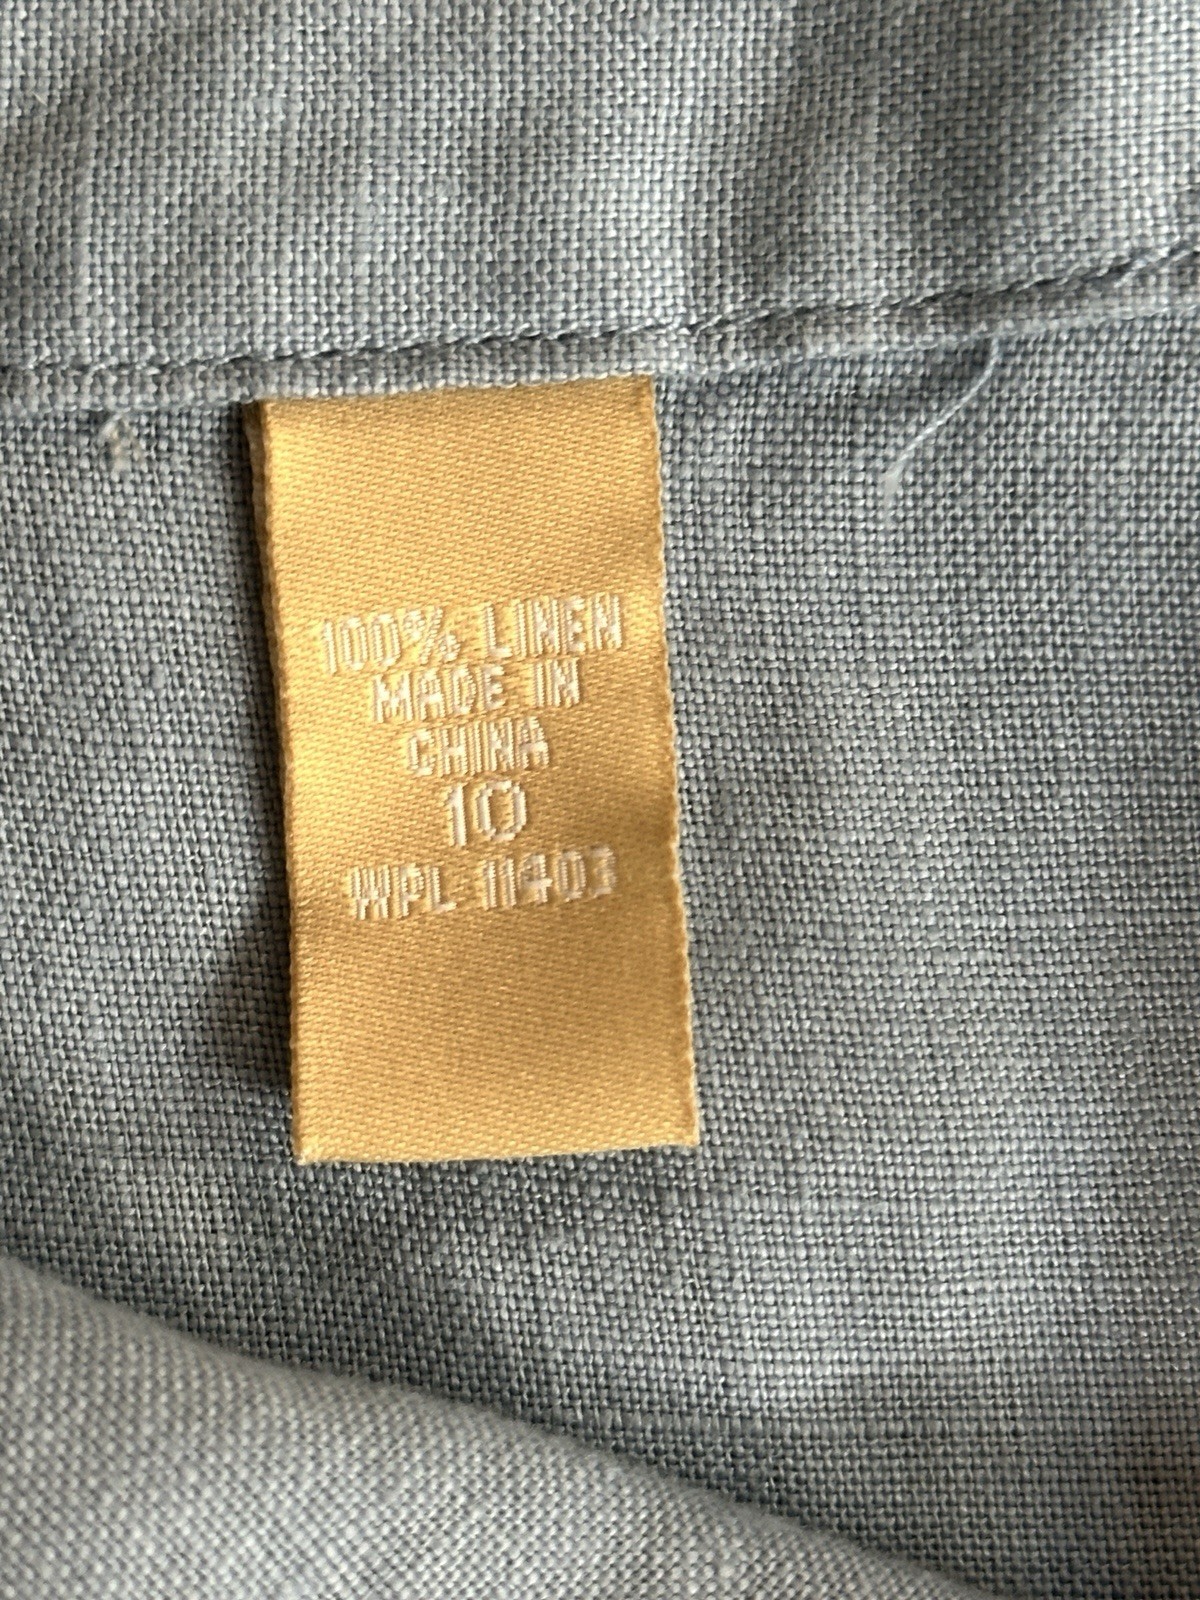 100% LINEN
MADE IN
CHINA
10
WPL 11403